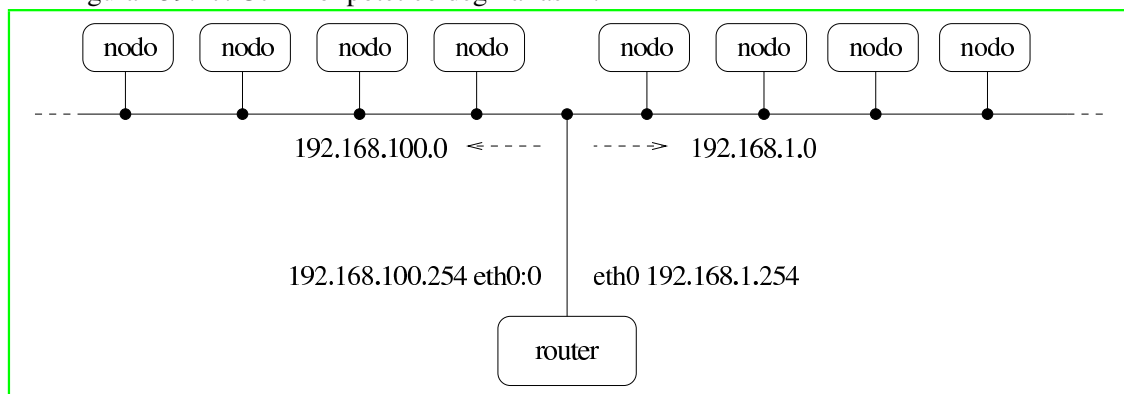 nodo nodo nodo nodo nodo nodo nodo nodo
192.168.100.0 192.168.1.0
192.168.100.254 eth0:0 eth0 192.168.1.254
router